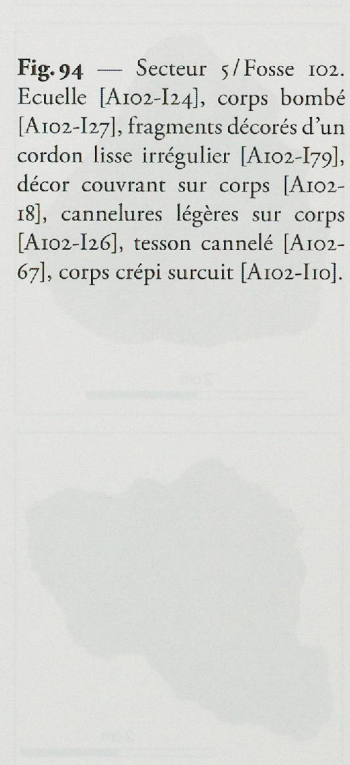 Fig. 94 — Secteur 5/Fosse 102.
Ecuelle [A102-I24], corps bombé
[A102-I27], fragments décorés d’un
cordon lisse irrégulier [A102-I79],
décor couvrant sur corps [A102-
18], cannelures légères sur corps
[A102-I26], tesson cannelé [A102-
67], corps crépi surcuit [A102-I10].